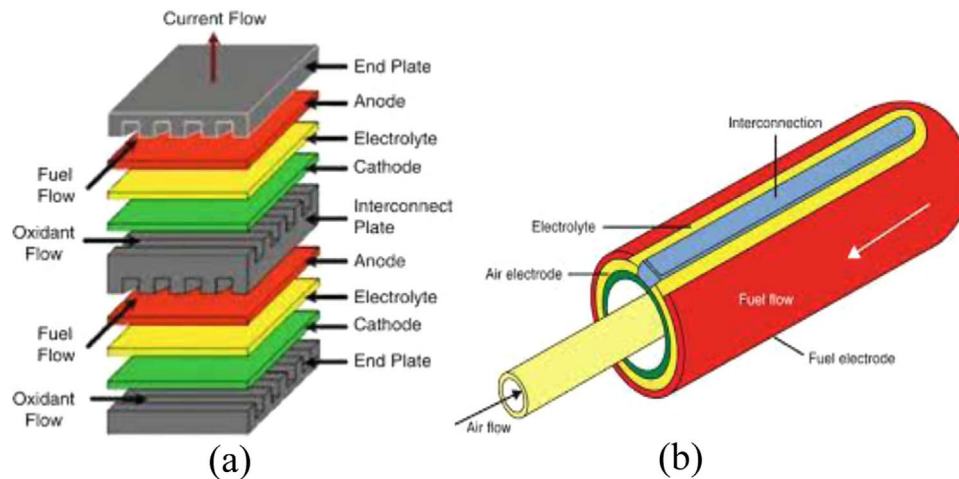 Current Flow
End Plate
Anode
Electrolyte
Cathode
Fuel
Flow
Interconnect
Plate
Oxidant
Flow
Anode
Electrolyte
Fuel
Flow
Cathode
End Plate
Oxidant
Flow
(a)
Interconnection
Electrolyte
Air electrode
Fuel flow
Fuel electrode
Air flow
(b)